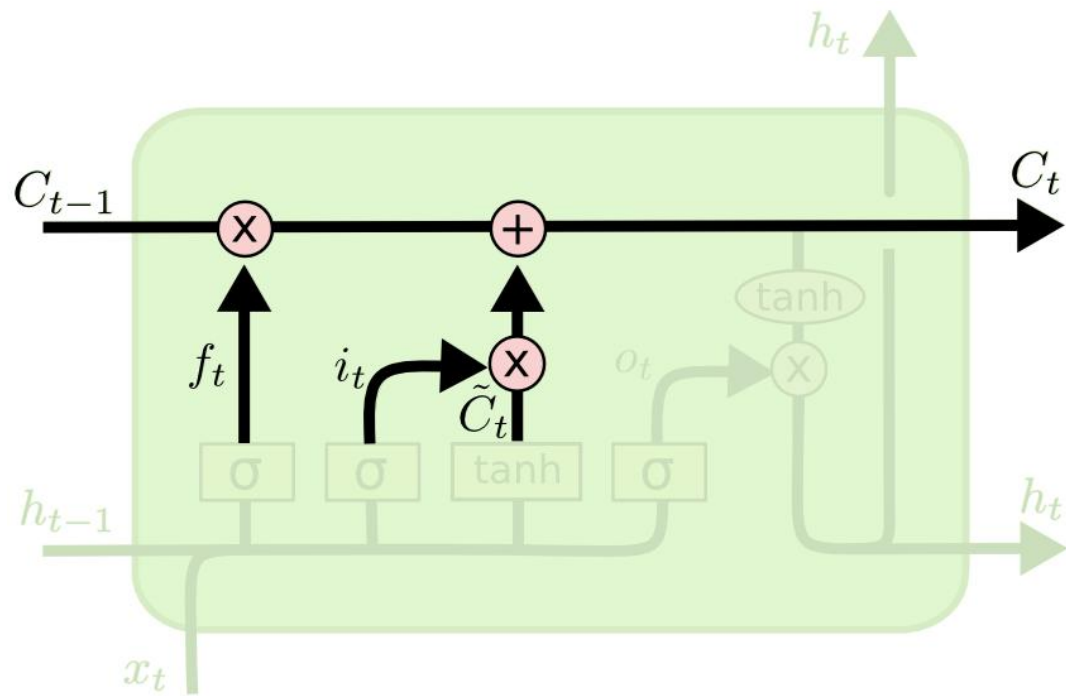 h_t
C_{t-1}
C_t
x
+
tanh
f_t
i_t
x
o_t
x
C̃_t
σ
σ
tanh
σ
h_{t-1}
h_t
x_t